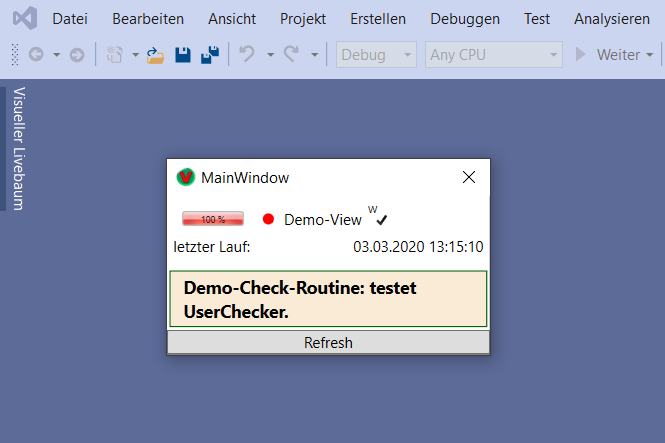 Datei Bearbeiten Ansicht Projekt Erstellen Debuggen Test Analysieren
Debug Any CPU Weiter
Visueller Livebaum
MainWindow
100 % Demo-View W
letzter Lauf: 03.03.2020 13:15:10
Demo-Check-Routine: testet
UserChecker.
Refresh